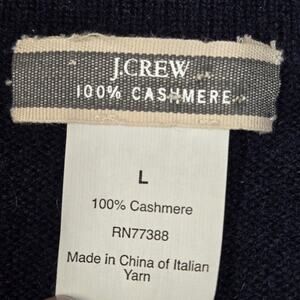 J.CREW
100% CASHMERE
L
100% Cashmere
RN77388
Made in China of Italian
Yarn